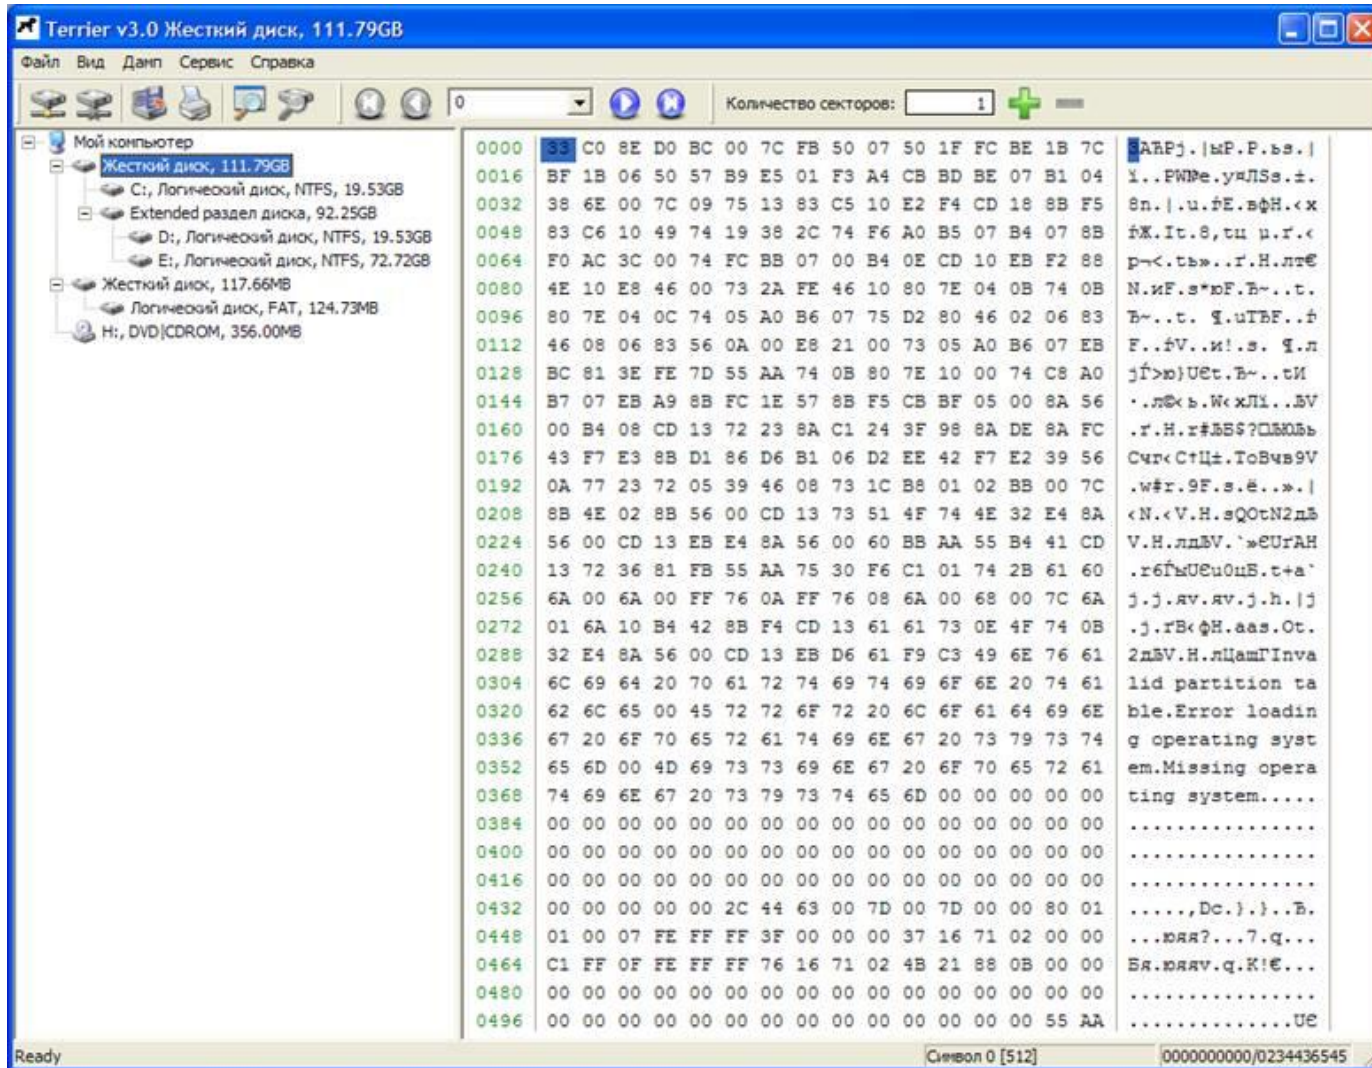 Terrier v3.0 Жесткий диск, 111.79GB
Файл Вид Дамп Сервис Справка
0 Количество секторов: 1
Мой компьютер
Жесткий диск, 111.79GB
C:, Логический диск, NTFS, 19.53GB
Extended раздел диска, 92.25GB
D:, Логический диск, NTFS, 19.53GB
E:, Логический диск, NTFS, 72.72GB
Жесткий диск, 117.66MB
Логический диск, FAT, 124.73MB
H:, DVD|CDROM, 356.00MB
0000 33 C0 8E D0 BC 00 7C FB 50 07 50 1F FC BE 1B 7C
0016 BF 1B 06 50 57 B9 E5 01 F3 A4 CB BD BE 07 B1 04
0032 38 6E 00 7C 09 75 13 83 C5 10 E2 F4 CD 18 8B F5
0048 83 C6 10 49 74 19 38 2C 74 F6 A0 B5 07 B4 07 8B
0064 F0 AC 3C 00 74 FC BB 07 00 B4 0E CD 10 EB F2 88
0080 4E 10 E8 46 00 73 2A FE 46 10 80 7E 04 0B 74 0B
0096 80 7E 04 0C 74 05 A0 B6 07 75 D2 80 46 02 06 83
0112 46 08 06 83 56 0A 00 E8 21 00 73 05 A0 B6 07 EB
0128 BC 81 3E FE 7D 55 AA 74 0B 80 7E 10 00 74 C8 A0
0144 B7 07 EB A9 8B FC 1E 57 8B F5 CB BF 05 00 8A 56
0160 00 B4 08 CD 13 72 23 8A C1 24 3F 98 8A DE 8A FC
0176 43 F7 E3 8B D1 86 D6 B1 06 D2 EE 42 F7 E2 39 56
0192 0A 77 23 72 05 39 46 08 73 1C B8 01 02 BB 00 7C
0208 8B 4E 02 8B 56 00 CD 13 73 51 4F 74 4E 32 E4 8A
0224 56 00 CD 13 EB E4 8A 56 00 60 BB AA 55 B4 41 CD
0240 13 72 36 81 FB 55 AA 75 30 F6 C1 01 74 2B 61 60
0256 6A 00 6A 00 FF 76 0A FF 76 08 6A 00 68 00 7C 6A
0272 01 6A 10 B4 42 8B F4 CD 13 61 61 73 0E 4F 74 0B
0288 32 E4 8A 56 00 CD 13 EB D6 61 F9 C3 49 6E 76 61
0304 6C 69 64 20 70 61 72 74 69 74 69 6F 6E 20 74 61 lid partition ta
0320 62 6C 65 00 45 72 72 6F 72 20 6C 6F 61 64 69 6E ble.Error loadin
0336 67 20 6F 70 65 72 61 74 69 6E 67 20 73 79 73 74 g operating syst
0352 65 6D 00 4D 69 73 73 69 6E 67 20 6F 70 65 72 61 em.Missing opera
0368 74 69 6E 67 20 73 79 73 74 65 6D 00 00 00 00 00 ting system.....
0384 00 00 00 00 00 00 00 00 00 00 00 00 00 00 00 00 ................
0400 00 00 00 00 00 00 00 00 00 00 00 00 00 00 00 00 ................
0416 00 00 00 00 00 00 00 00 00 00 00 00 00 00 00 00 ................
0432 00 00 00 00 00 2C 44 63 00 7D 00 7D 00 00 80 01 .....,Dc.}.}..Ђ.
0448 01 00 07 FE FF FF 3F 00 00 00 37 16 71 02 00 00 ...юяя?...7.q...
0464 C1 FF 0F FE FF FF 76 16 71 02 4B 21 88 0B 00 00 Бя.юяяv.q.K!€...
0480 00 00 00 00 00 00 00 00 00 00 00 00 00 00 00 00 ................
0496 00 00 00 00 00 00 00 00 00 00 00 00 00 00 55 AA ..............UЄ
Ready Символ 0 [512] 0000000000/0234436545